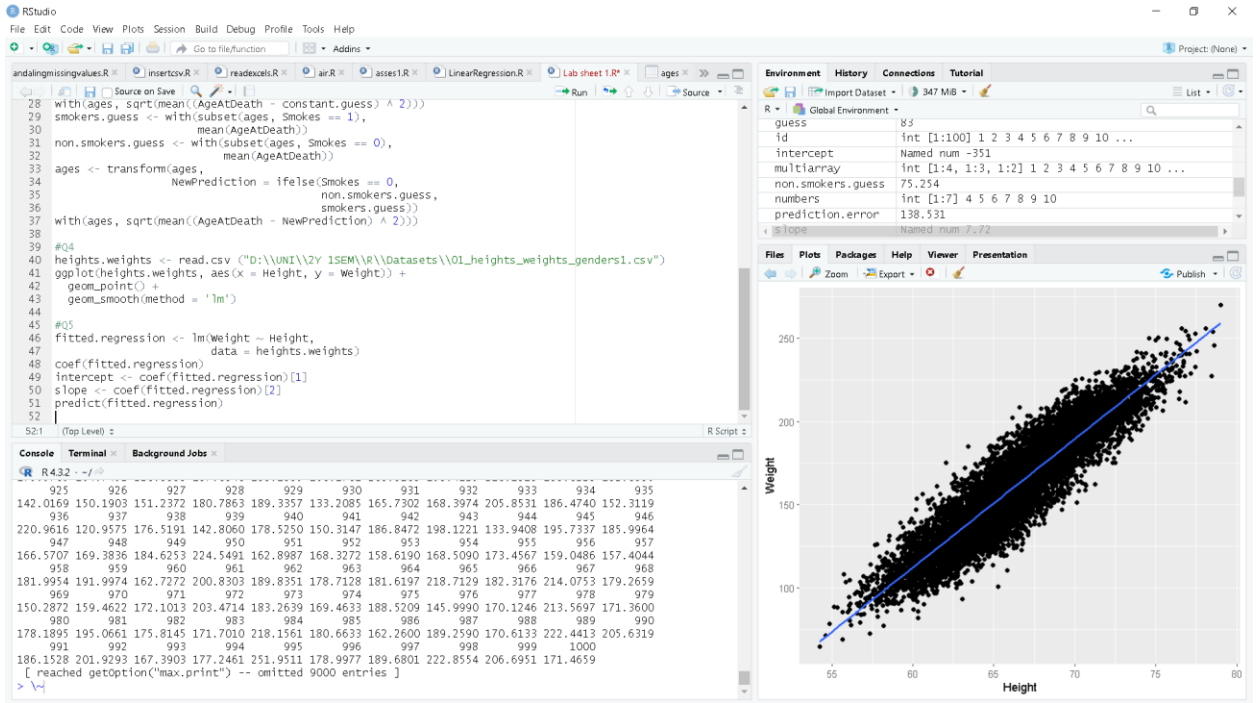 RStudio
File Edit Code View Plots Session Build Debug Profile Tools Help
Go to file/function Addins Project: (None)
andalingmissingvalues.R insertcsv.R readexcels.R air.R asses1.R LinearRegression.R Lab sheet 1.R* ages
Source on Save Run Source
28 with(ages, sqrt(mean((AgeAtDeath - constant.guess) ^ 2)))
29 smokers.guess <- with(subset(ages, Smokes == 1),
30 mean(AgeAtDeath))
31 non.smokers.guess <- with(subset(ages, Smokes == 0),
32 mean(AgeAtDeath))
33 ages <- transform(ages,
34 NewPrediction = ifelse(Smokes == 0,
35 non.smokers.guess,
36 smokers.guess))
37 with(ages, sqrt(mean((AgeAtDeath - NewPrediction) ^ 2)))
38
39 #Q4
40 heights.weights <- read.csv ("D:\\UNI\\2Y 1SEM\\R\\Datasets\\01_heights_weights_genders1.csv")
41 ggplot(heights.weights, aes(x = Height, y = Weight)) +
42 geom_point() +
43 geom_smooth(method = 'lm')
44
45 #Q5
46 fitted.regression <- lm(Weight ~ Height,
47 data = heights.weights)
48 coef(fitted.regression)
49 intercept <- coef(fitted.regression)[1]
50 slope <- coef(fitted.regression)[2]
51 predict(fitted.regression)
52
52:1 (Top Level) R Script
Console Terminal Background Jobs
R 4.3.2 · ~/
925 926 927 928 929 930 931 932 933 934 935
142.0169 150.1903 151.2372 180.7863 189.3357 133.2085 165.7302 168.3974 205.8531 186.4740 152.3119
936 937 938 939 940 941 942 943 944 945 946
220.9616 120.9575 176.5191 142.8060 178.5250 150.3147 186.8472 198.1221 133.9408 195.7337 185.9964
947 948 949 950 951 952 953 954 955 956 957
166.5707 169.3836 184.6253 224.5491 162.8987 168.3272 158.6190 168.5090 173.4567 159.0486 157.4044
958 959 960 961 962 963 964 965 966 967 968
181.9954 191.9974 162.7272 200.8303 189.8351 178.7128 181.6197 218.7129 182.3176 214.0753 179.2659
969 970 971 972 973 974 975 976 977 978 979
150.2872 159.4622 172.1013 203.4714 183.2639 169.4633 188.5209 145.9990 170.1246 213.5697 171.3600
980 981 982 983 984 985 986 987 988 989 990
178.1895 195.0661 175.8145 171.7010 218.1561 180.6633 162.2600 189.2590 170.6133 222.4413 205.6319
991 992 993 994 995 996 997 998 999 1000
186.1528 201.9293 167.3903 177.2461 251.9511 178.9977 189.6801 222.8554 206.6951 171.4659
[ reached getOption("max.print") -- omitted 9000 entries ]
> \~
Environment History Connections Tutorial
Import Dataset 347 MiB List
R Global Environment
guess 83
id int [1:100] 1 2 3 4 5 6 7 8 9 10 ...
intercept Named num -351
multiarray int [1:4, 1:3, 1:2] 1 2 3 4 5 6 7 8 9 10 ...
non.smokers.guess 75.254
numbers int [1:7] 4 5 6 7 8 9 10
prediction.error 138.531
slope Named num 7.72
Files Plots Packages Help Viewer Presentation
Zoom Export Publish
250
200
Weight
150
100
55 60 65 70 75 80
Height